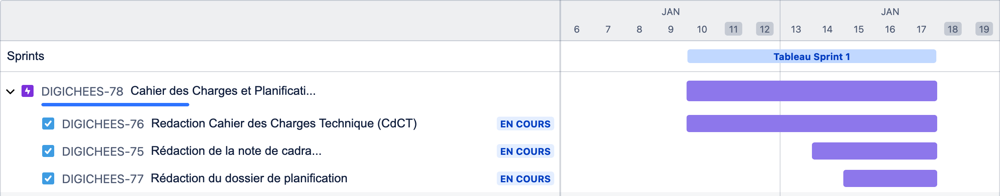 JAN JAN
6 7 8 9 10 11 12 13 14 15 16 17 18 19
Sprints Tableau Sprint 1
DIGICHEES-78 Cahier des Charges et Planificati...
DIGICHEES-76 Redaction Cahier des Charges Technique (CdCT) EN COURS
DIGICHEES-75 Rédaction de la note de cadra... EN COURS
DIGICHEES-77 Rédaction du dossier de planification EN COURS